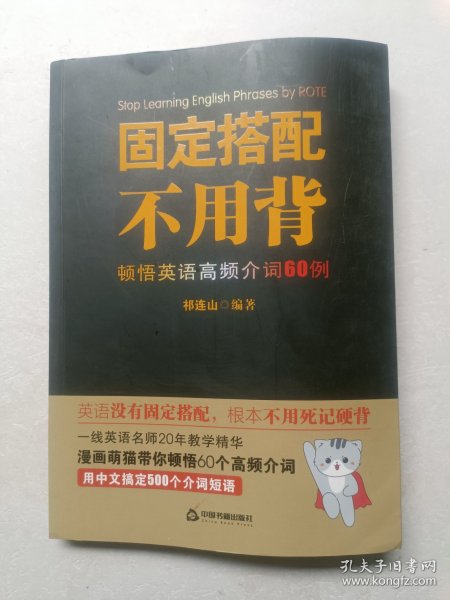 Stop Learning English Phrases by ROTE
固定搭配
不用背
顿悟英语高频介词60例
祁连山◎编著
英语没有固定搭配，根本不用死记硬背
一线英语名师20年教学精华
漫画萌猫带你顿悟60个高频介词
用中文搞定500个介词短语
中国书籍出版社
China Book Press
孔夫子旧书网
www.kongfz.com